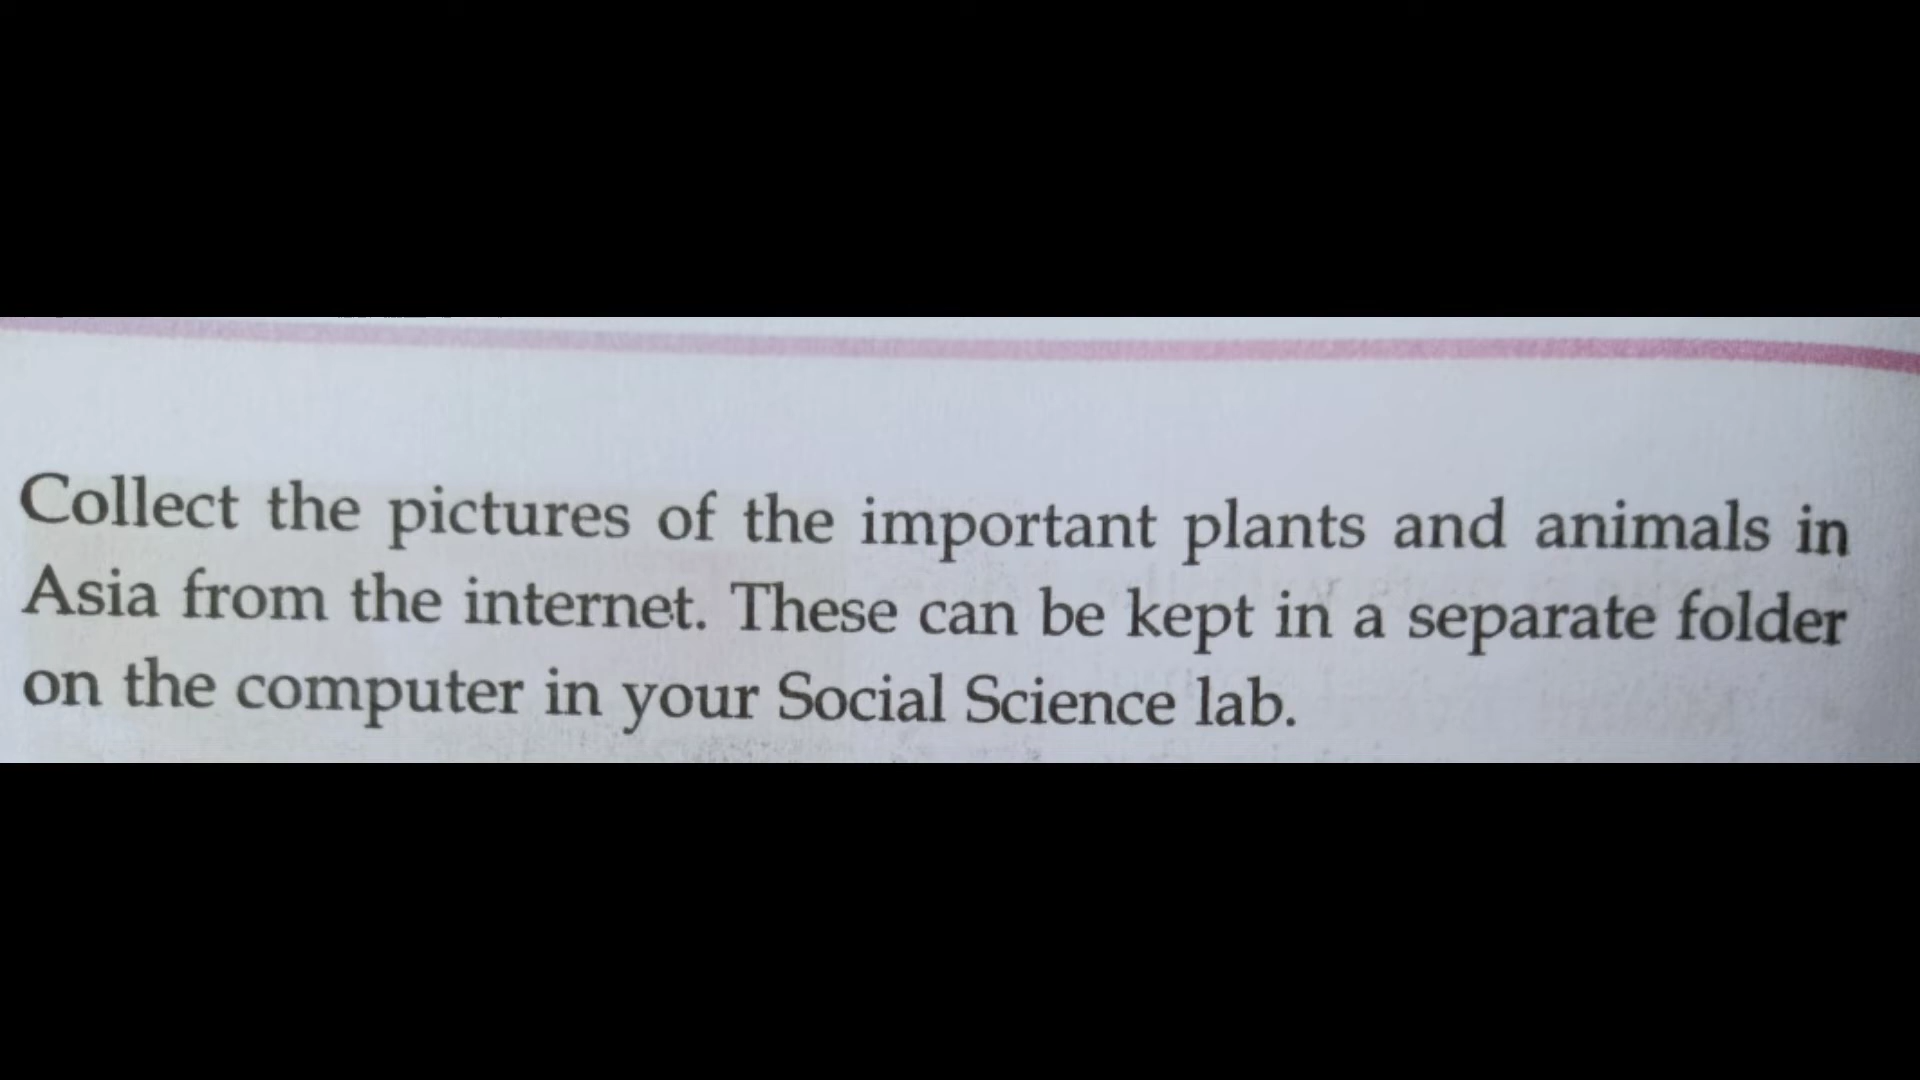 Collect the pictures of the important plants and animals in
Asia from the internet. These can be kept in a separate folder
on the computer in your Social Science lab.